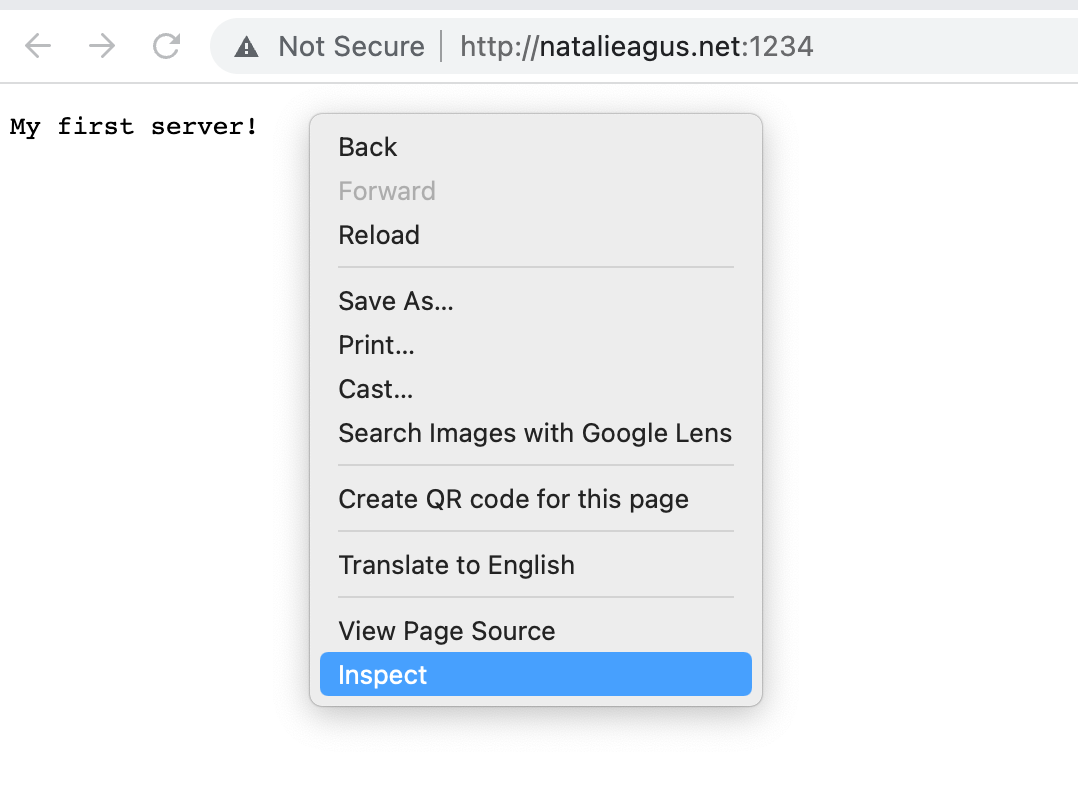 Not Secure | http://natalieagus.net:1234
My first server!
Back
Forward
Reload
Save As...
Print...
Cast...
Search Images with Google Lens
Create QR code for this page
Translate to English
View Page Source
Inspect